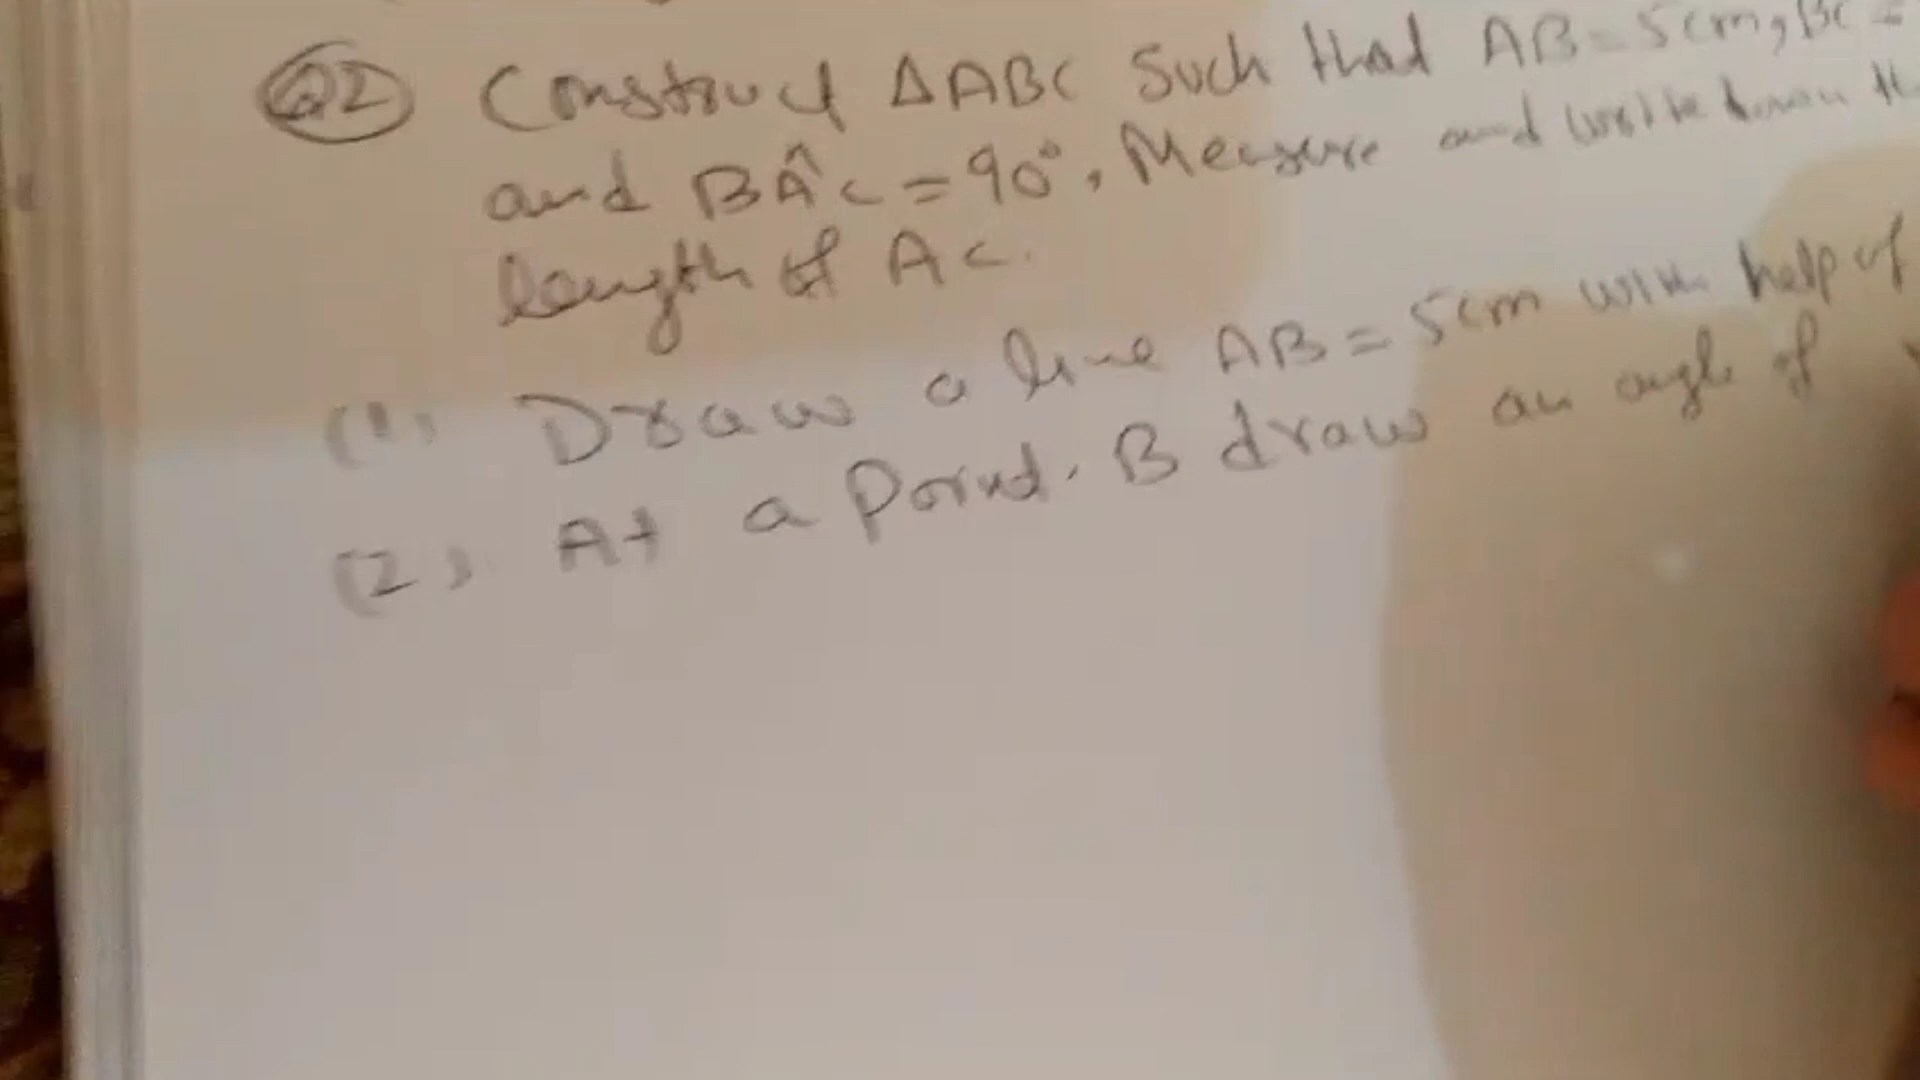 Q2 Construct ΔABC Such that AB = 5cm, BC =
and BÂC = 90°, Measure and write down the
length of AC.
(1) Draw a line AB = 5cm with help of
(2) At a point. B draw an angle of